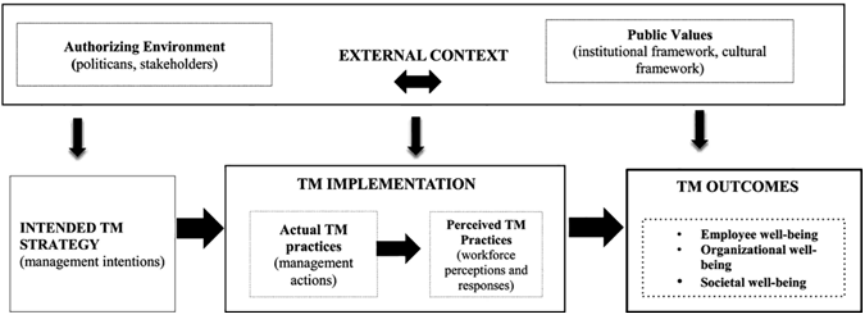 Authorizing Environment
(politicans, stakeholders)
EXTERNAL CONTEXT
Public Values
(institutional framework, cultural
framework)
INTENDED TM
STRATEGY
(management intentions)
TM IMPLEMENTATION
Actual TM
practices
(management
actions)
Perceived TM
Practices
(workforce
perceptions and
responses)
TM OUTCOMES
• Employee well-being
• Organizational well-
being
• Societal well-being